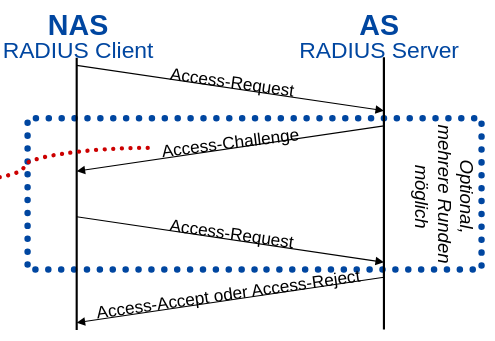 NAS
RADIUS Client
AS
RADIUS Server
Access-Request
Access-Challenge
Access-Request
Access-Accept oder Access-Reject
Optional,
mehrere Runden
möglich